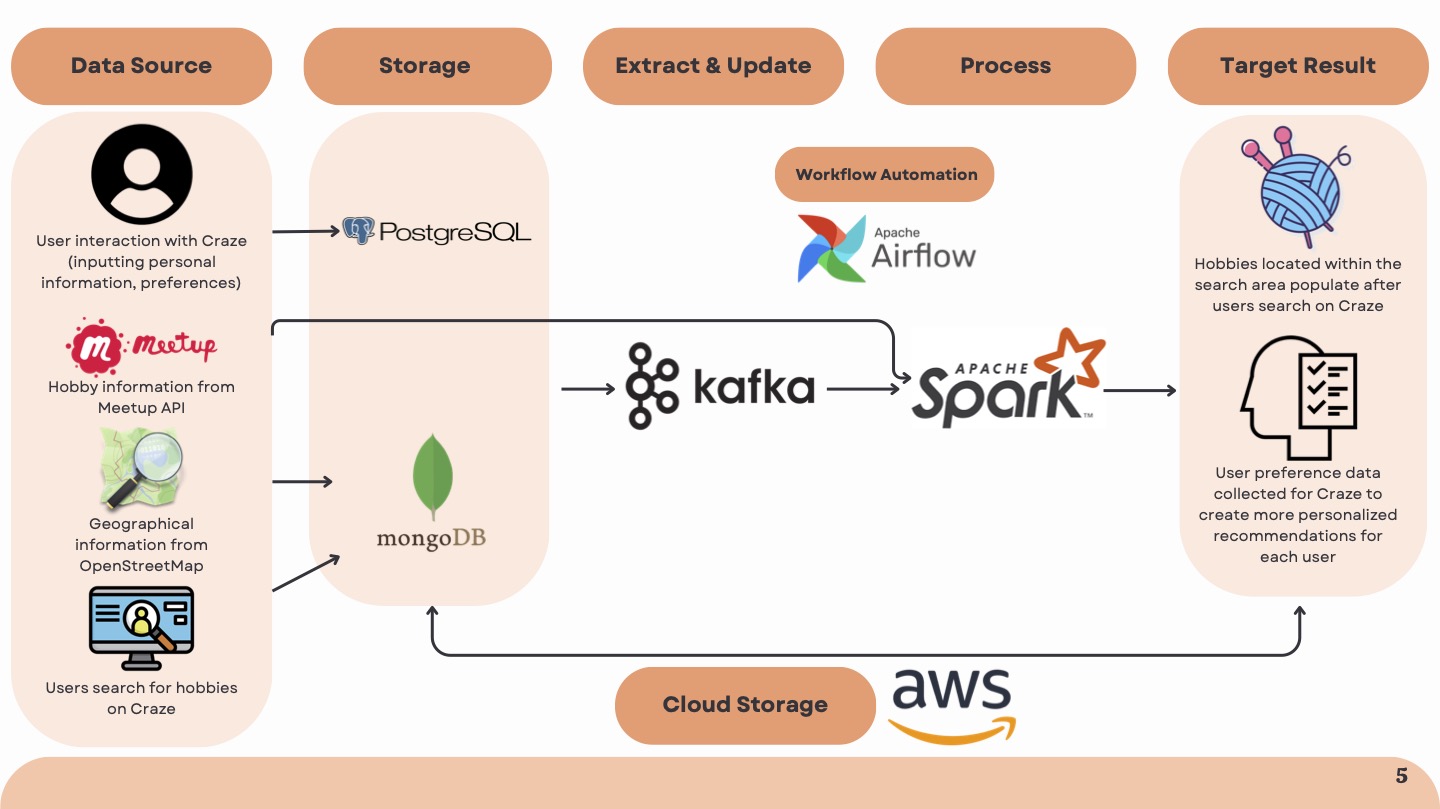 Data Source
Storage
Extract & Update
Process
Target Result
User interaction with Craze
(inputting personal
information, preferences)
m meetup
Hobby information from
Meetup API
Geographical
information from
OpenStreetMap
Users search for hobbies
on Craze
PostgreSQL
mongoDB
Workflow Automation
Apache
Airflow
kafka
APACHE
Spark™
Hobbies located within the
search area populate after
users search on Craze
User preference data
collected for Craze to
create more personalized
recommendations for
each user
Cloud Storage
aws
5